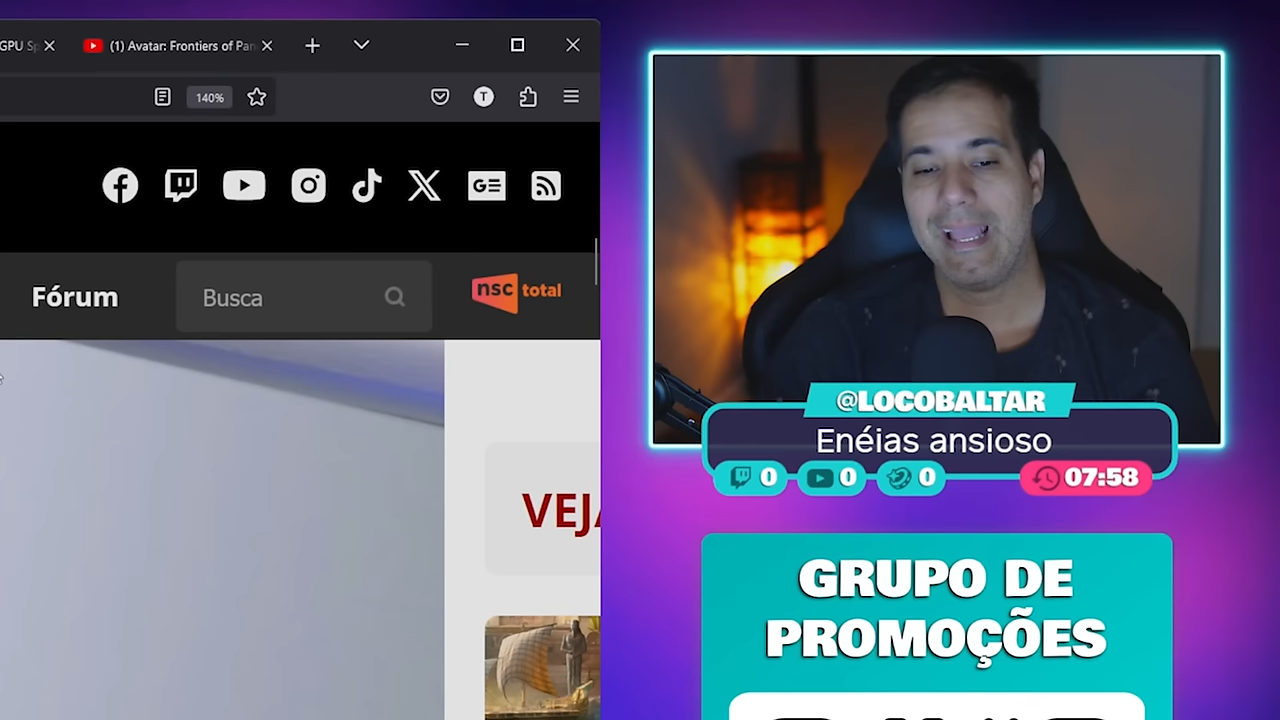 GPU Sp
(1) Avatar: Frontiers of Pan
140%
T
GE
Fórum
Busca
nsc total
VEJA
@LOCOBALTAR
Enéias ansioso
0
0
0
07:58
GRUPO DE
PROMOÇÕES